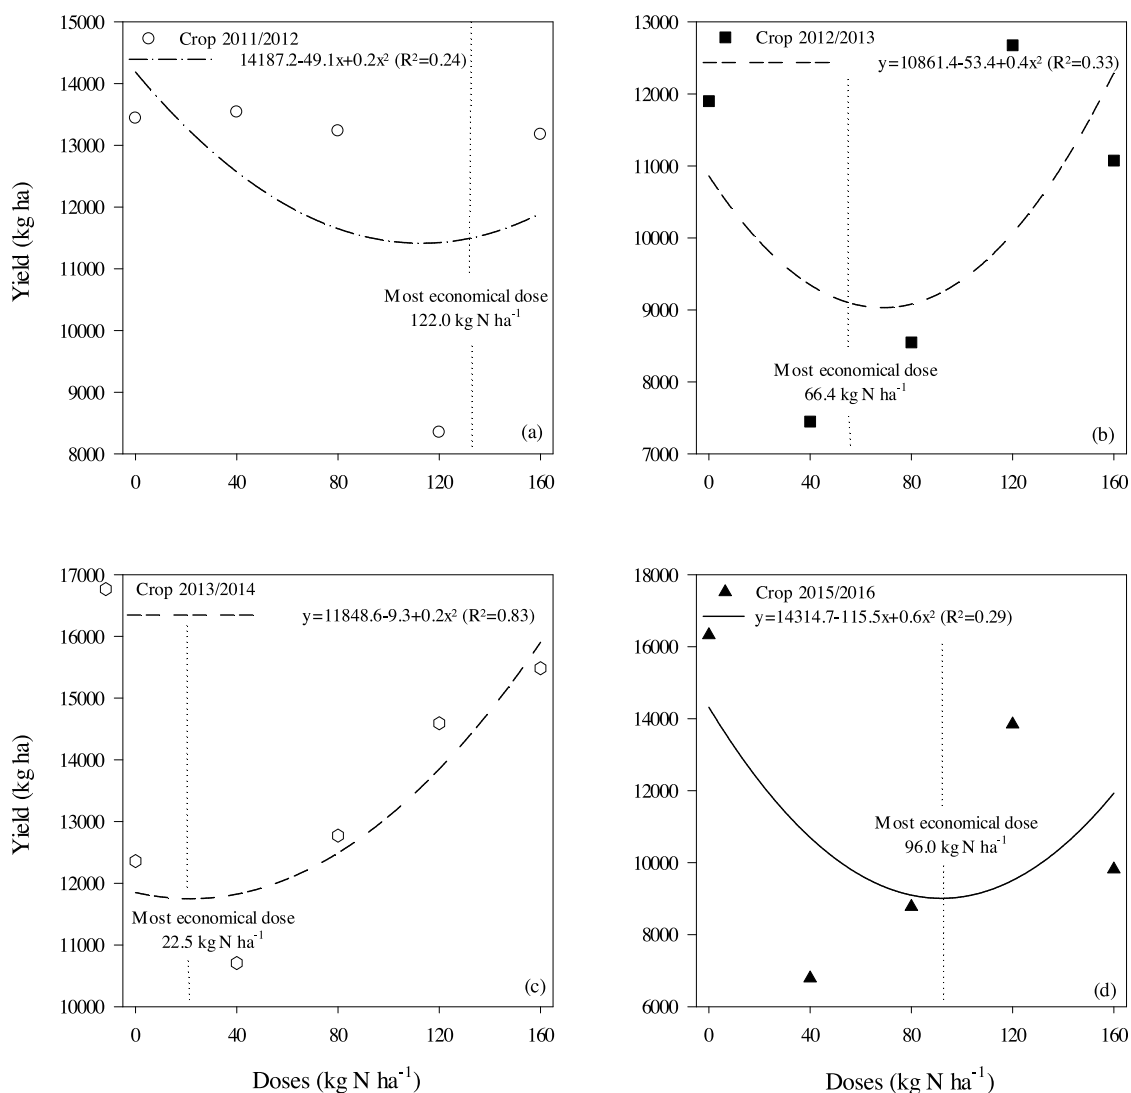 15000
14000
13000
12000
11000
10000
9000
8000
Yield (kg ha)
Crop 2011/2012
14187.2-49.1x+0.2x² (R²=0.24)
Most economical dose
122.0 kg N ha⁻¹
(a)
0 40 80 120 160
13000
12000
11000
10000
9000
8000
7000
Crop 2012/2013
y=10861.4-53.4+0.4x² (R²=0.33)
Most economical dose
66.4 kg N ha⁻¹
(b)
0 40 80 120 160
17000
16000
15000
14000
13000
12000
11000
10000
Yield (kg ha)
Crop 2013/2014
y=11848.6-9.3+0.2x² (R²=0.83)
Most economical dose
22.5 kg N ha⁻¹
(c)
0 40 80 120 160
Doses (kg N ha⁻¹)
18000
16000
14000
12000
10000
8000
6000
Crop 2015/2016
y=14314.7-115.5x+0.6x² (R²=0.29)
Most economical dose
96.0 kg N ha⁻¹
(d)
0 40 80 120 160
Doses (kg N ha⁻¹)